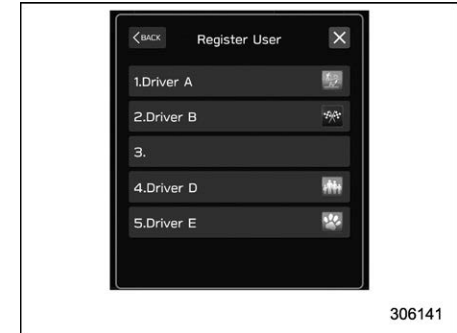 BACK Register User
1.Driver A
2.Driver B
3.
4.Driver D
5.Driver E
306141